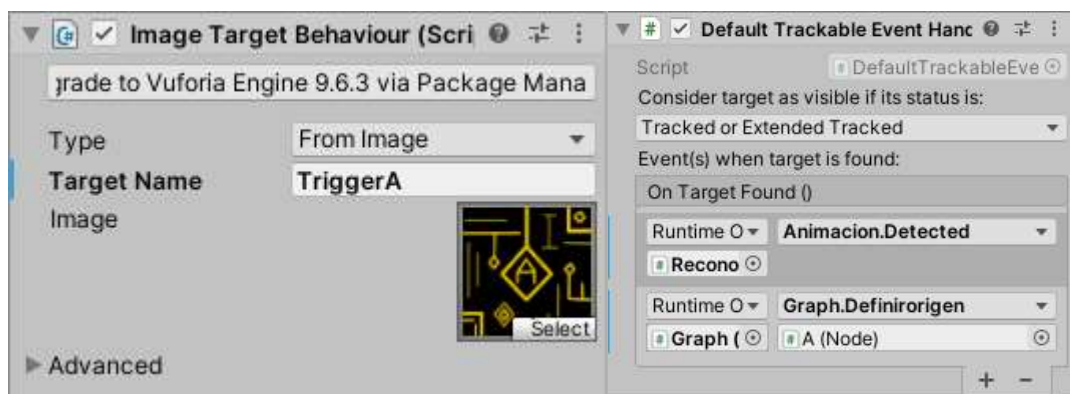 Image Target Behaviour (Scri
grade to Vuforia Engine 9.6.3 via Package Mana
Type From Image
Target Name TriggerA
Image
A
Select
Advanced
# Default Trackable Event Hanc
Script # DefaultTrackableEve
Consider target as visible if its status is:
Tracked or Extended Tracked
Event(s) when target is found:
On Target Found ()
Runtime O Animacion.Detected
# Recono
Runtime O Graph.Definirorigen
# Graph ( # A (Node)
+ −